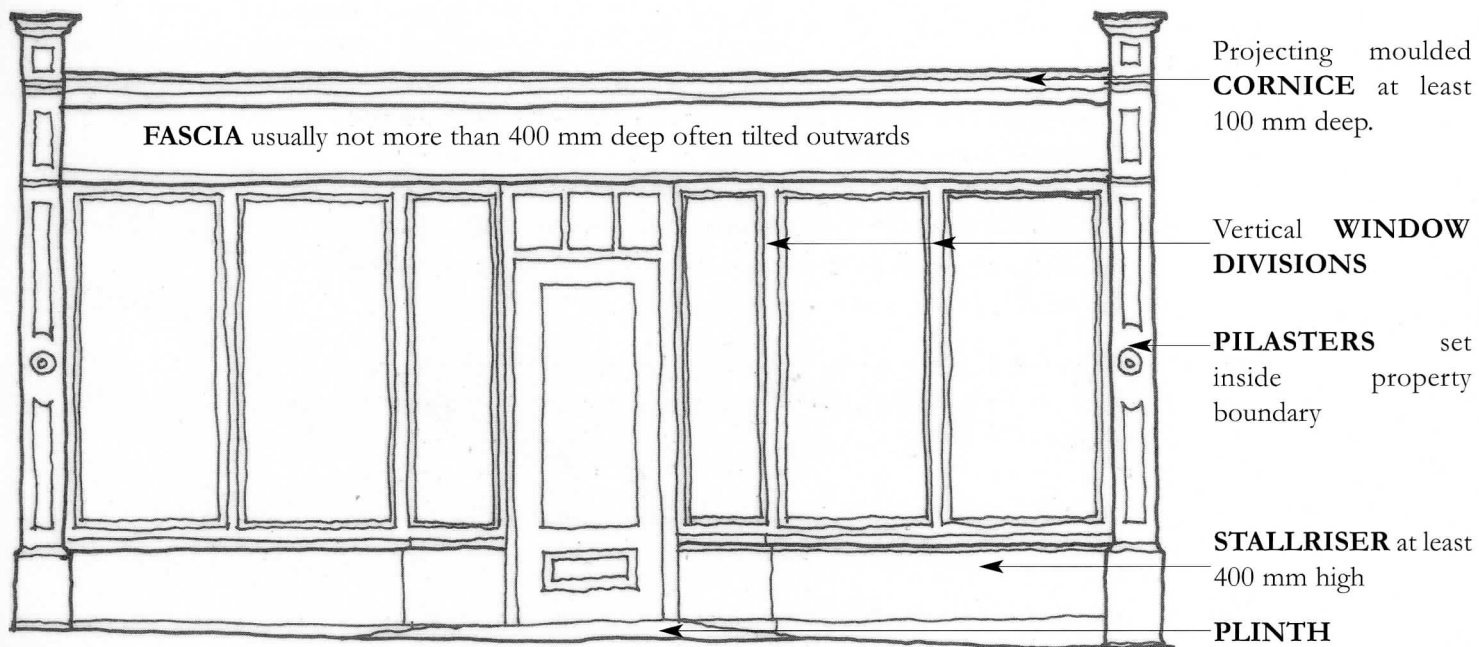 Projecting moulded
CORNICE at least
100 mm deep.
FASCIA usually not more than 400 mm deep often tilted outwards
Vertical WINDOW
DIVISIONS
PILASTERS set
inside property
boundary
STALLRISER at least
400 mm high
PLINTH